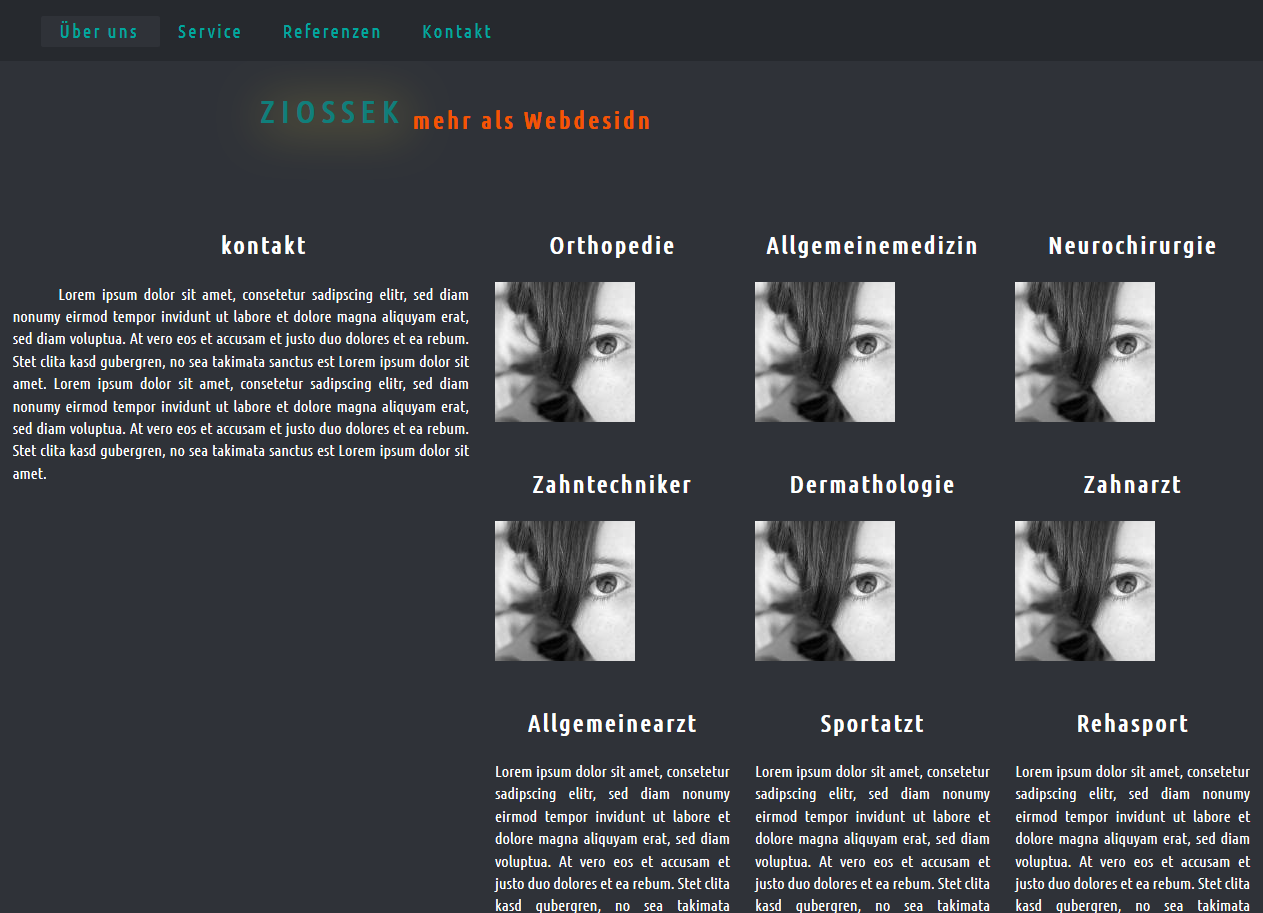 Über uns Service Referenzen Kontakt
ZIOSSEK mehr als Webdesidn
kontakt
Lorem ipsum dolor sit amet, consetetur sadipscing elitr, sed diam
nonumy eirmod tempor invidunt ut labore et dolore magna aliquyam erat,
sed diam voluptua. At vero eos et accusam et justo duo dolores et ea rebum.
Stet clita kasd gubergren, no sea takimata sanctus est Lorem ipsum dolor sit
amet. Lorem ipsum dolor sit amet, consetetur sadipscing elitr, sed diam
nonumy eirmod tempor invidunt ut labore et dolore magna aliquyam erat,
sed diam voluptua. At vero eos et accusam et justo duo dolores et ea rebum.
Stet clita kasd gubergren, no sea takimata sanctus est Lorem ipsum dolor sit
amet.
Orthopedie Allgemeinemedizin Neurochirurgie
Zahntechniker Dermathologie Zahnarzt
Allgemeinearzt
Lorem ipsum dolor sit amet, consetetur
sadipscing elitr, sed diam nonumy
eirmod tempor invidunt ut labore et
dolore magna aliquyam erat, sed diam
voluptua. At vero eos et accusam et
justo duo dolores et ea rebum. Stet clita
kasd gubergren, no sea takimata
Sportatzt
Lorem ipsum dolor sit amet, consetetur
sadipscing elitr, sed diam nonumy
eirmod tempor invidunt ut labore et
dolore magna aliquyam erat, sed diam
voluptua. At vero eos et accusam et
justo duo dolores et ea rebum. Stet clita
kasd gubergren, no sea takimata
Rehasport
Lorem ipsum dolor sit amet, consetetur
sadipscing elitr, sed diam nonumy
eirmod tempor invidunt ut labore et
dolore magna aliquyam erat, sed diam
voluptua. At vero eos et accusam et
justo duo dolores et ea rebum. Stet clita
kasd gubergren, no sea takimata